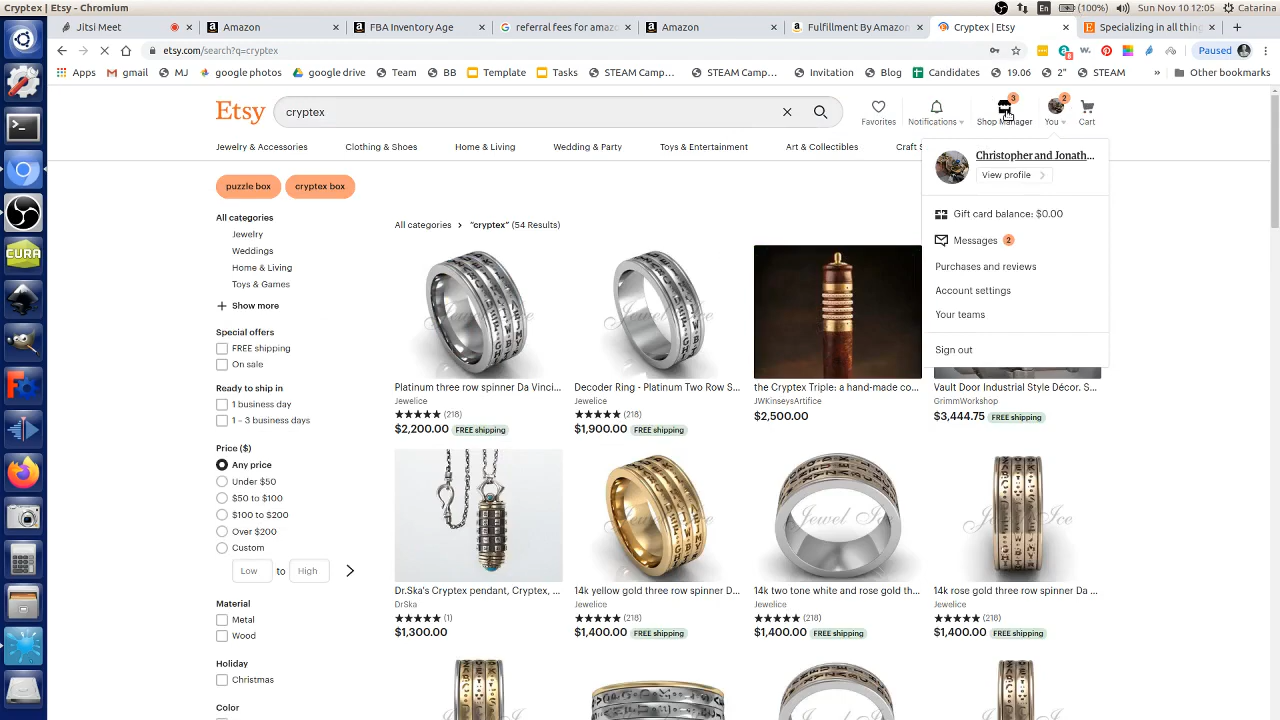 Cryptex | Etsy - Chromium
En
(100%)
Sun Nov 10 12:05
Catarina
Jitsi Meet
Amazon
FBA Inventory Age
referral fees for amazo
Amazon
Fulfillment By Amazon
Cryptex | Etsy
Specializing in all thing
etsy.com/search?q=cryptex
8
W.
Paused
Apps
gmail
MJ
google photos
google drive
Team
BB
Template
Tasks
STEAM Camp...
STEAM Camp...
Invitation
Blog
Candidates
19.06
2"
STEAM
»
Other bookmarks
Etsy
cryptex
Favorites
Notifications
3
Shop Manager
2
You
Cart
Jewelry & Accessories
Clothing & Shoes
Home & Living
Wedding & Party
Toys & Entertainment
Art & Collectibles
Craft S
Christopher and Jonath...
View profile
Gift card balance: $0.00
Messages 2
Purchases and reviews
Account settings
Your teams
Sign out
puzzle box
cryptex box
All categories
Jewelry
Weddings
Home & Living
Toys & Games
Show more
Special offers
FREE shipping
On sale
Ready to ship in
1 business day
1 – 3 business days
Price ($)
Any price
Under $50
$50 to $100
$100 to $200
Over $200
Custom
Low
to
High
Material
Metal
Wood
Holiday
Christmas
All categories
"cryptex" (54 Results)
Platinum three row spinner Da Vinci...
Jewelice
(218)
$2,200.00 FREE shipping
Decoder Ring - Platinum Two Row S...
Jewelice
(218)
$1,900.00 FREE shipping
the Cryptex Triple: a hand-made co...
JWKinseysArtifice
$2,500.00
Vault Door Industrial Style Décor. S...
GrimmWorkshop
$3,444.75 FREE shipping
Dr.Ska's Cryptex pendant, Cryptex, ...
DrSka
(1)
$1,300.00
14k yellow gold three row spinner D...
Jewelice
(218)
$1,400.00 FREE shipping
Jewel Ice
14k two tone white and rose gold th...
Jewelice
(218)
$1,400.00 FREE shipping
14k rose gold three row spinner Da ...
Jewelice
(218)
$1,400.00 FREE shipping
CURA